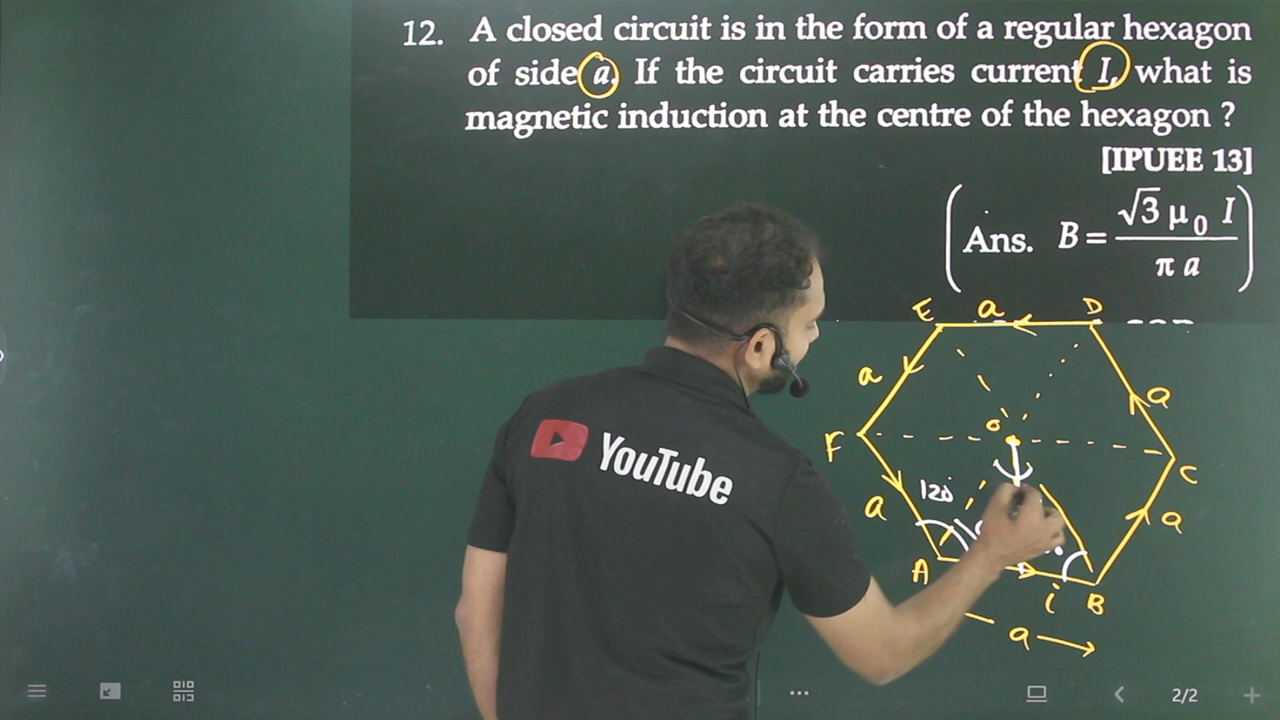 12. A closed circuit is in the form of a regular hexagon
of side a. If the circuit carries current I, what is
magnetic induction at the centre of the hexagon ?
[IPUEE 13]
(Ans. B = √3 μ₀ I / π a)
E a D
a a
F o C
120°
a a
A i B
a
YouTube
2/2